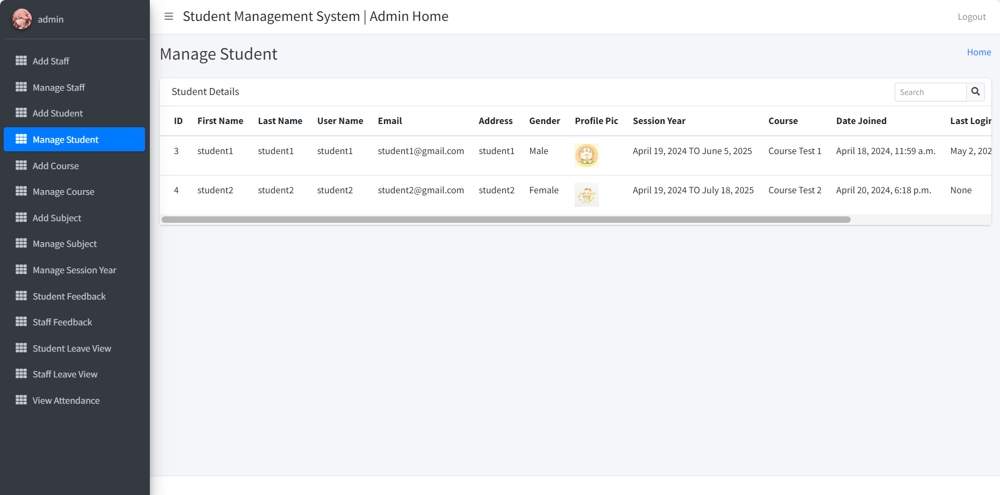 admin
Add Staff
Manage Staff
Add Student
Manage Student
Add Course
Manage Course
Add Subject
Manage Subject
Manage Session Year
Student Feedback
Staff Feedback
Student Leave View
Staff Leave View
View Attendance
Student Management System | Admin Home
Logout
Manage Student
Home
Student Details
Search
ID First Name Last Name User Name Email Address Gender Profile Pic Session Year Course Date Joined Last Login
3 student1 student1 student1 student1@gmail.com student1 Male April 19, 2024 TO June 5, 2025 Course Test 1 April 18, 2024, 11:59 a.m. May 2, 202
4 student2 student2 student2 student2@gmail.com student2 Female April 19, 2024 TO July 18, 2025 Course Test 2 April 20, 2024, 6:18 p.m. None